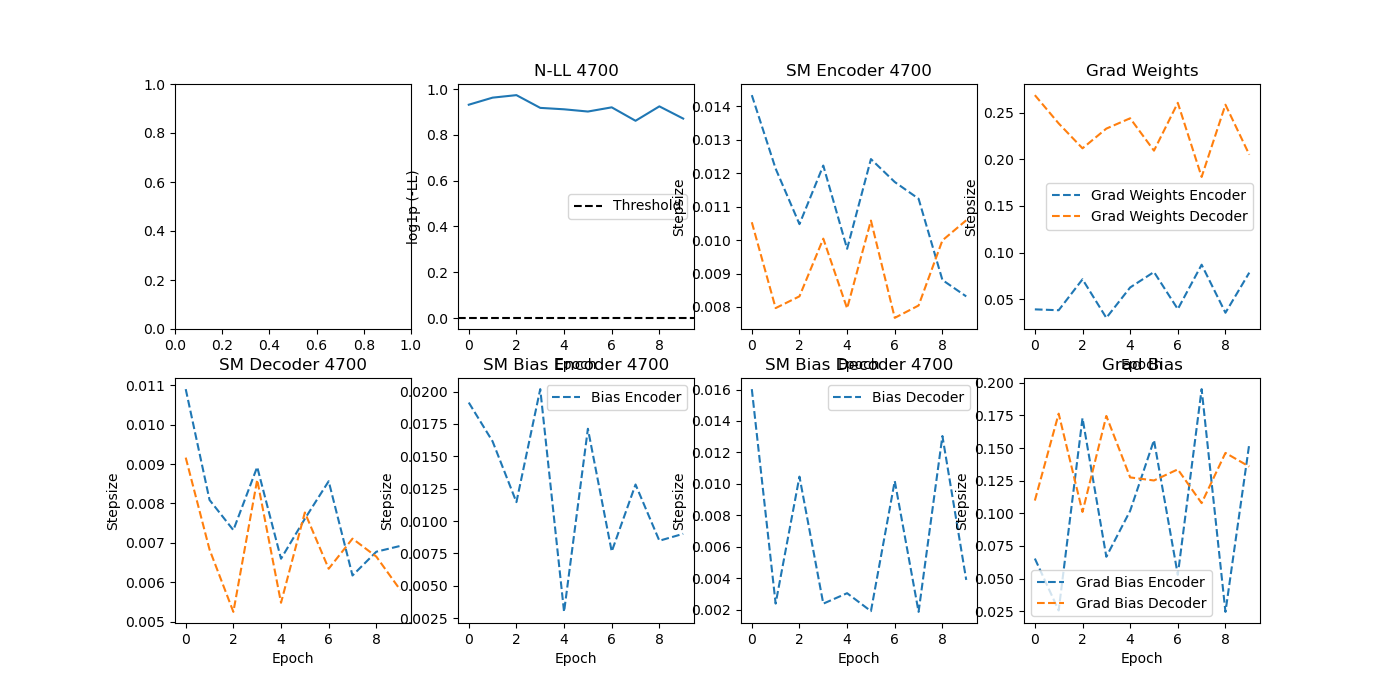 N-LL 4700
SM Encoder 4700
Grad Weights
1.0
0.8
0.6
0.4
0.2
0.0
0.0 0.2 0.4 0.6 0.8 1.0
log1p (-LL)
1.0
0.8
0.6
0.4
0.2
0.0
Threshold
0 2 4 6 8
Epoch
Stepsize
0.014
0.013
0.012
0.011
0.010
0.009
0.008
0 2 4 6 8
Epoch
Stepsize
0.25
0.20
0.15
0.10
0.05
Grad Weights Encoder
Grad Weights Decoder
0 2 4 6 8
Epoch
SM Decoder 4700
SM Bias Encoder 4700
SM Bias Decoder 4700
Grad Bias
Stepsize
0.011
0.010
0.009
0.008
0.007
0.006
0.005
0 2 4 6 8
Epoch
Stepsize
0.0200
0.0175
0.0150
0.0125
0.0100
0.0075
0.0050
0.0025
Bias Encoder
0 2 4 6 8
Epoch
Stepsize
0.016
0.014
0.012
0.010
0.008
0.006
0.004
0.002
Bias Decoder
0 2 4 6 8
Epoch
Stepsize
0.200
0.175
0.150
0.125
0.100
0.075
0.050
0.025
Grad Bias Encoder
Grad Bias Decoder
0 2 4 6 8
Epoch